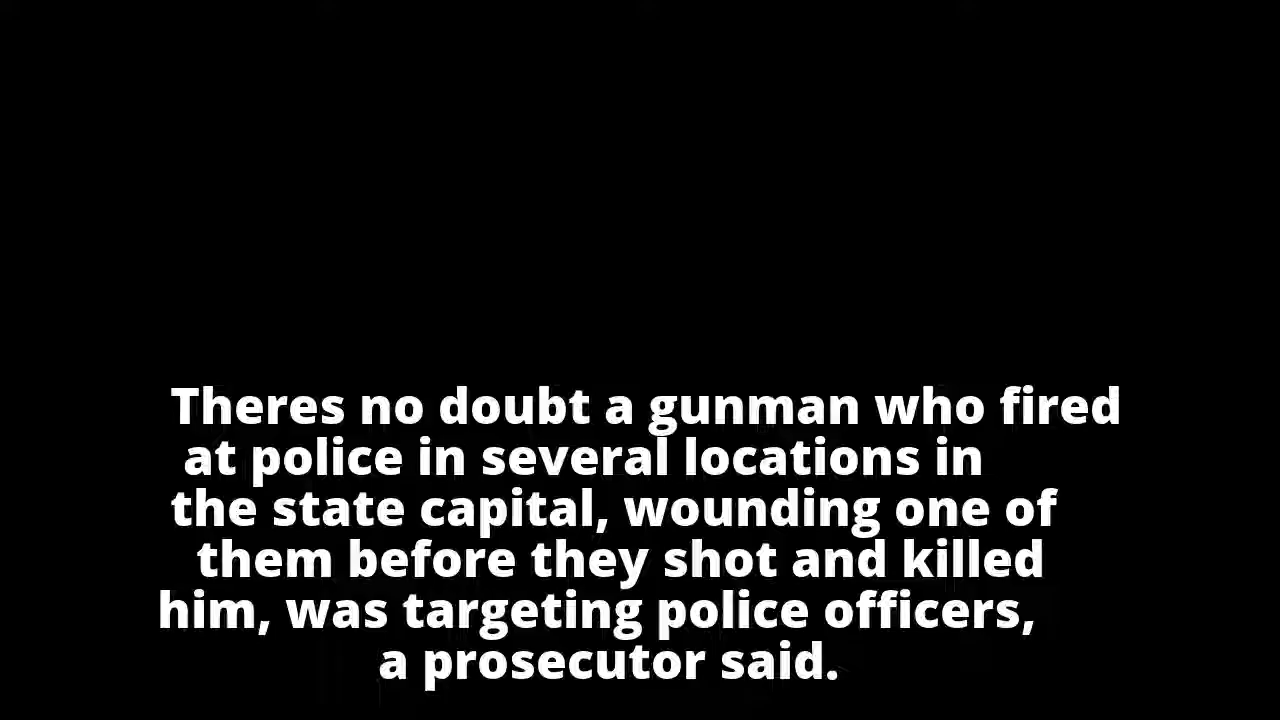 Theres no doubt a gunman who fired
at police in several locations in
the state capital, wounding one of
them before they shot and killed
him, was targeting police officers,
a prosecutor said.